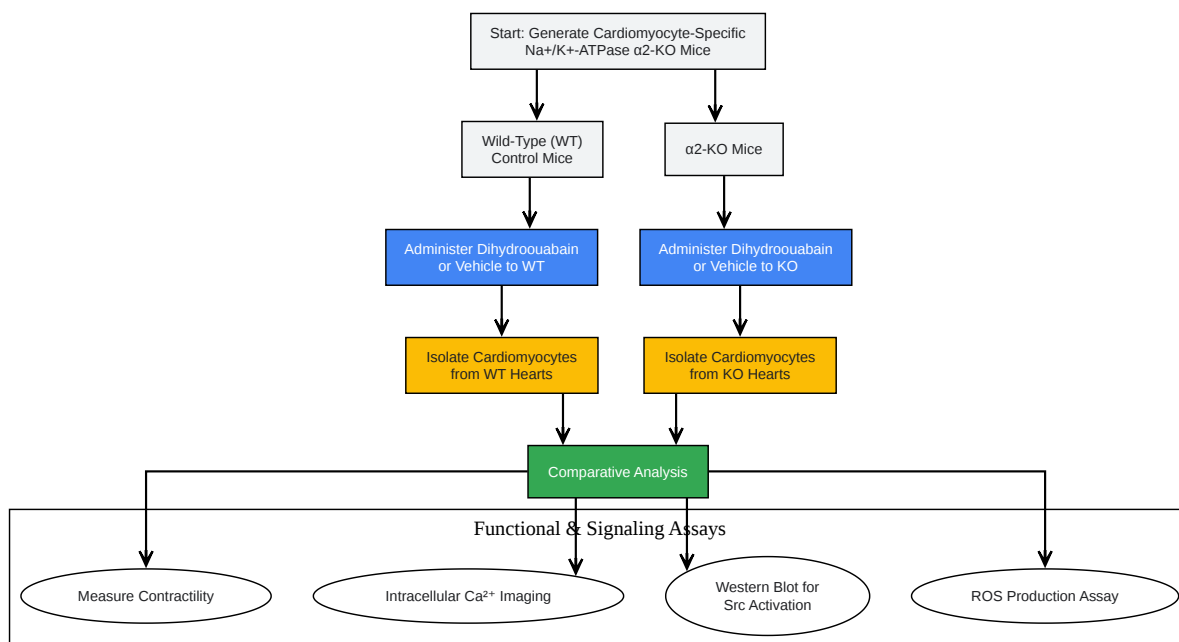 Start: Generate Cardiomyocyte-Specific
Na+/K+-ATPase α2-KO Mice
Wild-Type (WT)
Control Mice
α2-KO Mice
Administer Dihydroouabain
or Vehicle to WT
Administer Dihydroouabain
or Vehicle to KO
Isolate Cardiomyocytes
from WT Hearts
Isolate Cardiomyocytes
from KO Hearts
Comparative Analysis
Functional & Signaling Assays
Measure Contractility
Intracellular Ca²⁺ Imaging
Western Blot for
Src Activation
ROS Production Assay